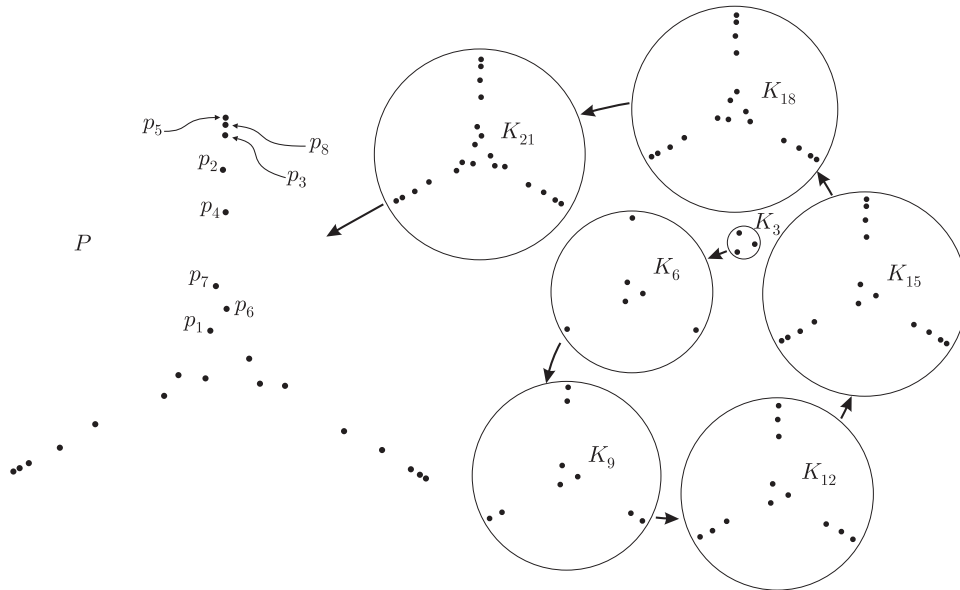 p₅
p₈
p₃
p₂
p₄
P
p₇
p₆
p₁
K₂₁
K₁₈
K₃
K₆
K₁₅
K₉
K₁₂